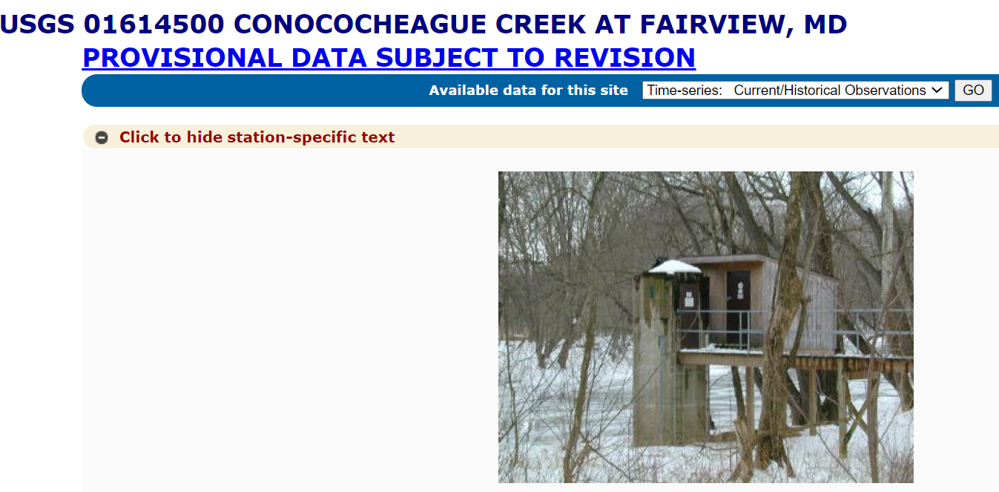 USGS 01614500 CONOCOCHEAGUE CREEK AT FAIRVIEW, MD
PROVISIONAL DATA SUBJECT TO REVISION
Available data for this site Time-series: Current/Historical Observations GO
Click to hide station-specific text